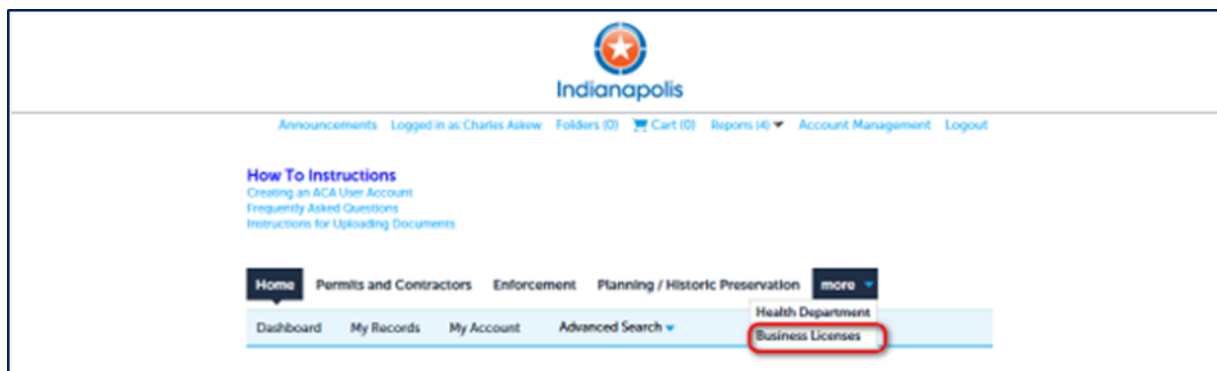 Indianapolis
Announcements Logged in as: Charles Askew Folders (0) Cart (0) Reports (4) Account Management Logout
How To Instructions
Creating an ACA User Account
Frequently Asked Questions
Instructions for Uploading Documents
Home Permits and Contractors Enforcement Planning / Historic Preservation more
Health Department
Dashboard My Records My Account Advanced Search
Business Licenses